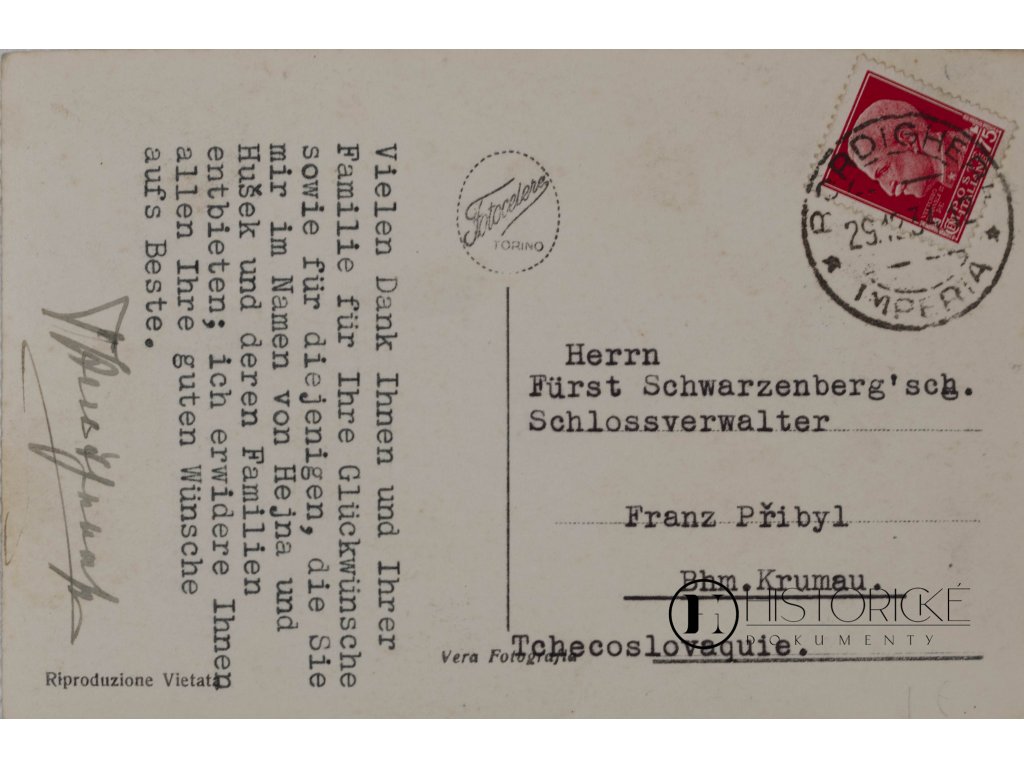 Vielen Dank Ihnen und Ihrer
Familie für Ihre Glückwünsche
sowie für diejenigen, die Sie
mir im Namen von Hejna und
Hušek und deren Familien
entbieten; ich erwidere Ihnen
allen Ihre guten Wünsche
aufs Beste.
Riproduzione Vietata
Fotocelere
TORINO
Vera Fotografia
75
BORDIGHERA
29.12.
IMPERIA
Herrn
Fürst Schwarzenberg'sch.
Schlossverwalter
Franz Přibyl
Bhm.Krumau.
Tchecoslovaquie.
HISTORICKÉ
DOKUMENTY